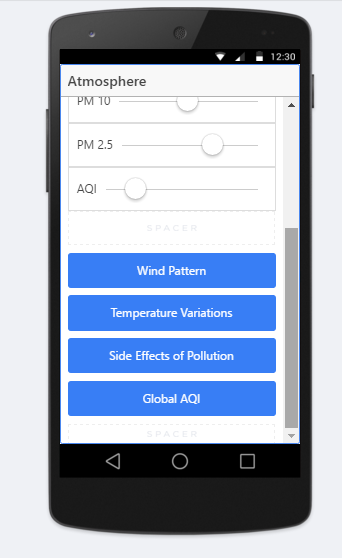 12:30
Atmosphere
PM 10
PM 2.5
AQI
SPACER
Wind Pattern
Temperature Variations
Side Effects of Pollution
Global AQI
SPACER